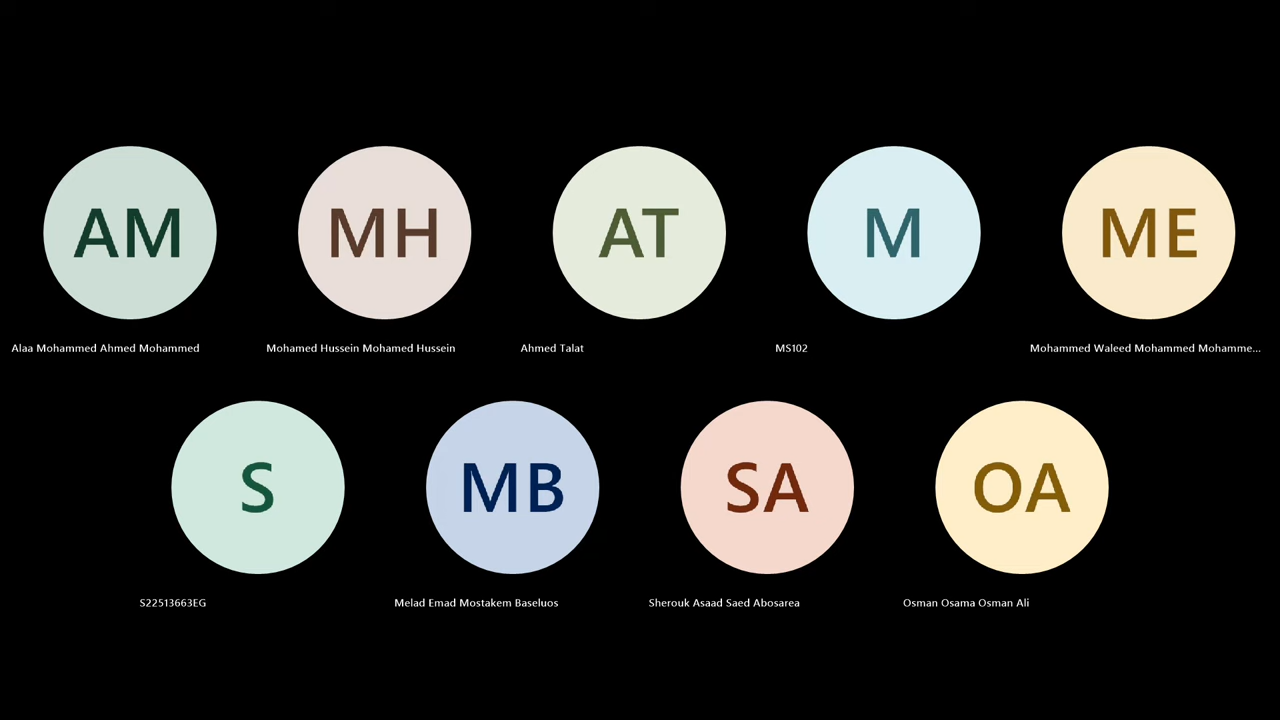 AM
MH
AT
M
ME
Alaa Mohammed Ahmed Mohammed
Mohamed Hussein Mohamed Hussein
Ahmed Talat
MS102
Mohammed Waleed Mohammed Mohamme...
S
MB
SA
OA
S22513663EG
Melad Emad Mostakem Baseluos
Sherouk Asaad Saed Abosarea
Osman Osama Osman Ali